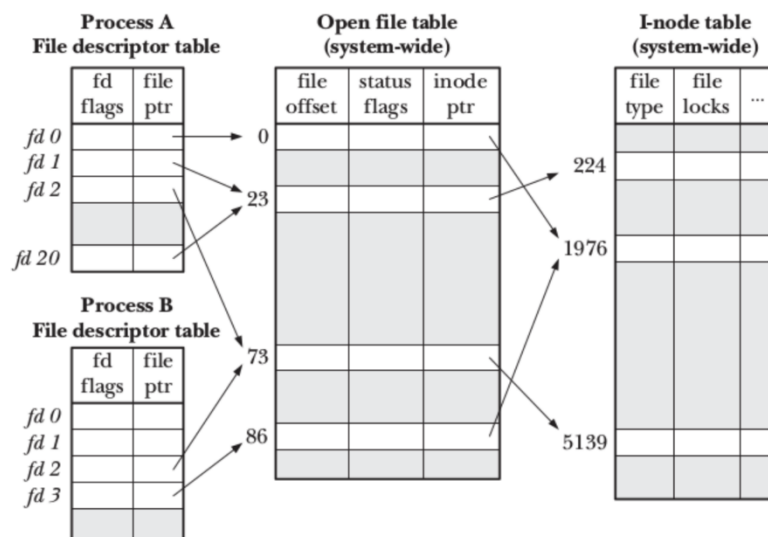 Process A
File descriptor table
fd flags
file ptr
fd 0
fd 1
fd 2
fd 20
Process B
File descriptor table
fd flags
file ptr
fd 0
fd 1
fd 2
fd 3
Open file table
(system-wide)
file offset
status flags
inode ptr
0
23
73
86
I-node table
(system-wide)
file type
file locks
...
224
1976
5139